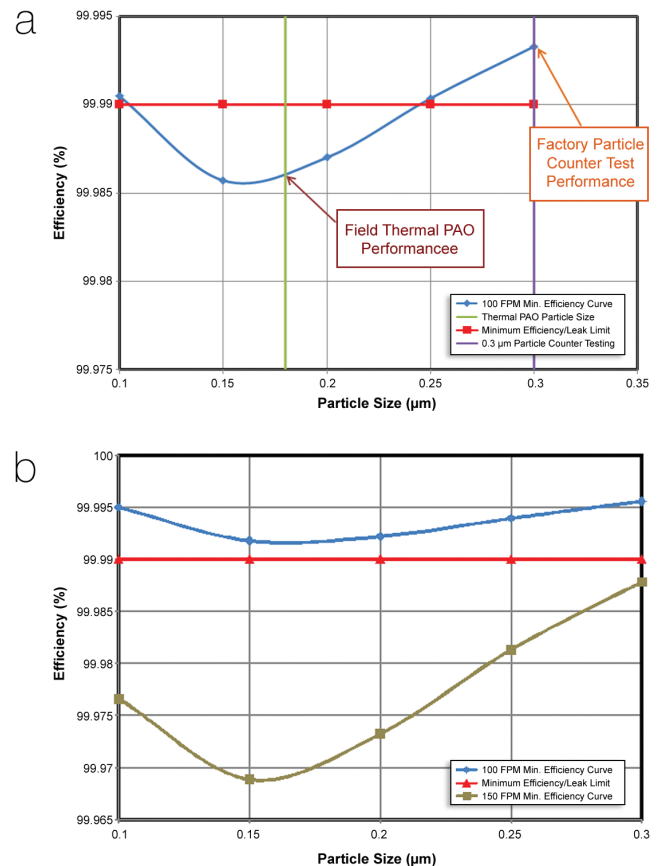 a
99.995
99.99
99.985
99.98
99.975
Efficiency (%)
0.1 0.15 0.2 0.25 0.3 0.35
Particle Size (µm)
Factory Particle
Counter Test
Performance
Field Thermal PAO
Performancee
100 FPM Min. Efficiency Curve
Thermal PAO Particle Size
Minimum Efficiency/Leak Limit
0.3 µm Particle Counter Testing
b
100
99.995
99.99
99.985
99.98
99.975
99.97
99.965
Efficiency (%)
0.1 0.15 0.2 0.25 0.3
Particle Size (µm)
100 FPM Min. Efficiency Curve
Minimum Efficiency/Leak Limit
150 FPM Min. Efficiency Curve